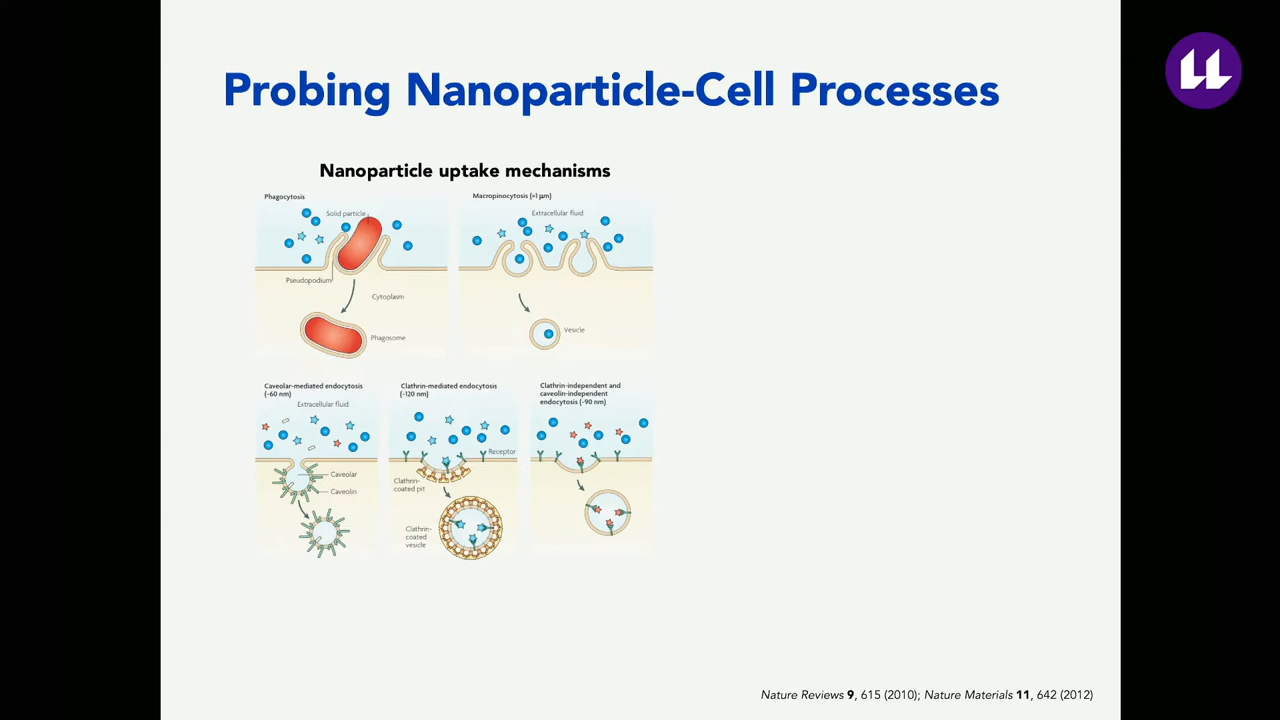 Probing Nanoparticle-Cell Processes
Nanoparticle uptake mechanisms
Phagocytosis
Solid particle
Pseudopodium
Cytoplasm
Phagosome
Macropinocytosis (>1 μm)
Extracellular fluid
Vesicle
Caveolar-mediated endocytosis
(~60 nm)
Extracellular fluid
Caveolar
Caveolin
Clathrin-mediated endocytosis
(~120 nm)
Receptor
Clathrin-
coated pit
Clathrin-
coated
vesicle
Clathrin-independent and
caveolin-independent
endocytosis (~90 nm)
Nature Reviews 9, 615 (2010); Nature Materials 11, 642 (2012)